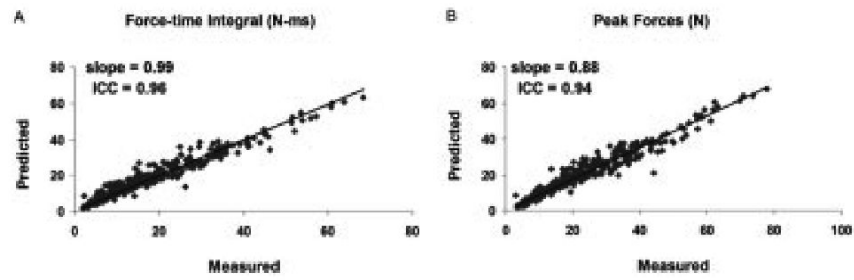 A
Force-time Integral (N-ms)
slope = 0.99
ICC = 0.96
80
60
40
20
0
Predicted
0 20 40 60 80
Measured
B
Peak Forces (N)
slope = 0.88
ICC = 0.94
80
60
40
20
0
Predicted
0 20 40 60 80 100
Measured